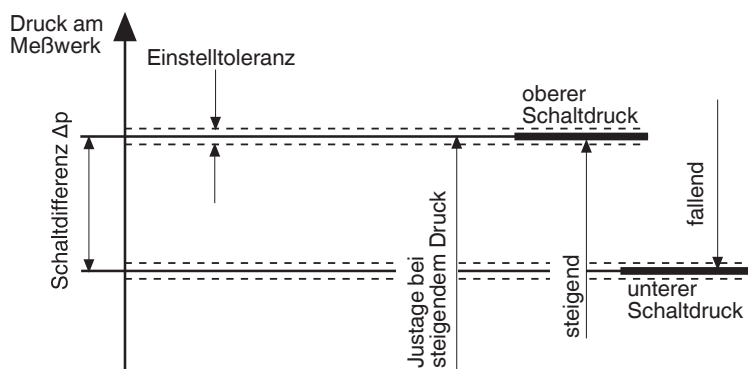 Druck am
Meßwerk
Einstelltoleranz
oberer
Schaltdruck
Schaltdifferenz Δp
Justage bei
steigendem Druck
steigend
fallend
unterer
Schaltdruck